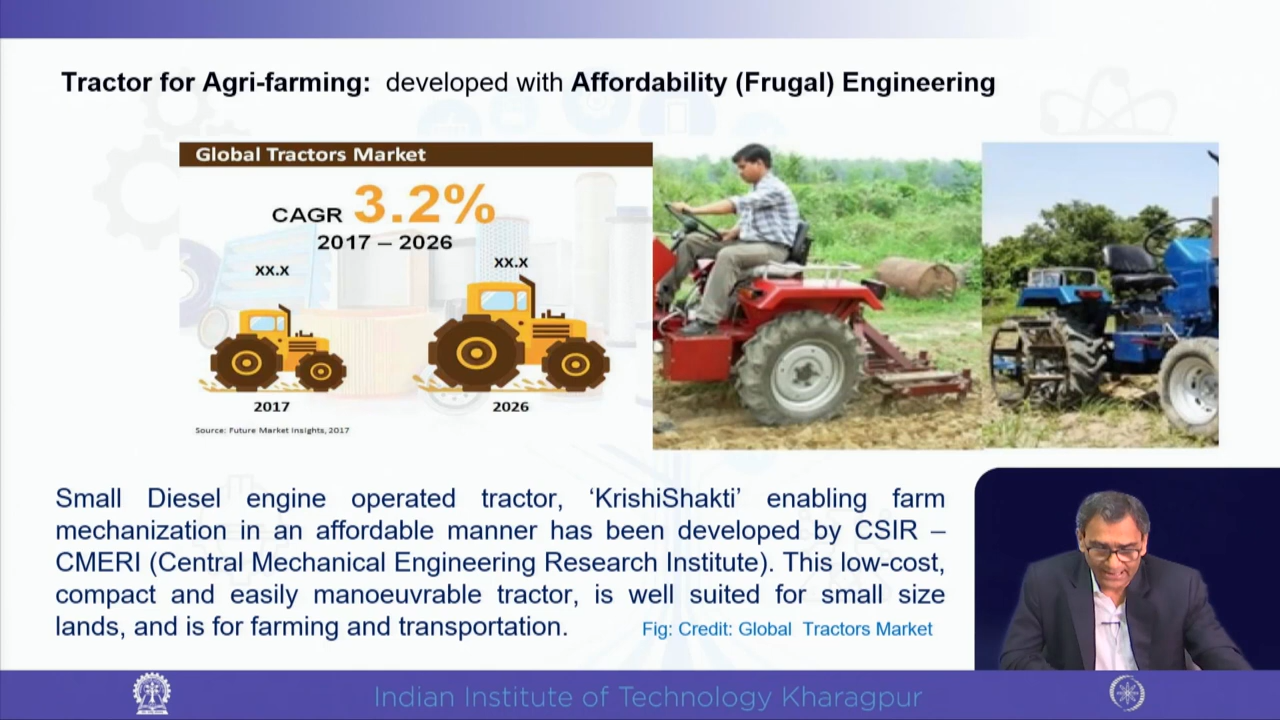 Tractor for Agri-farming: developed with Affordability (Frugal) Engineering
Global Tractors Market
CAGR 3.2%
2017 – 2026
XX.X
XX.X
2017
2026
Source: Future Market Insights, 2017
Small Diesel engine operated tractor, ‘KrishiShakti’ enabling farm
mechanization in an affordable manner has been developed by CSIR –
CMERI (Central Mechanical Engineering Research Institute). This low-cost,
compact and easily manoeuvrable tractor, is well suited for small size
lands, and is for farming and transportation.
Fig: Credit: Global Tractors Market
Indian Institute of Technology Kharagpur